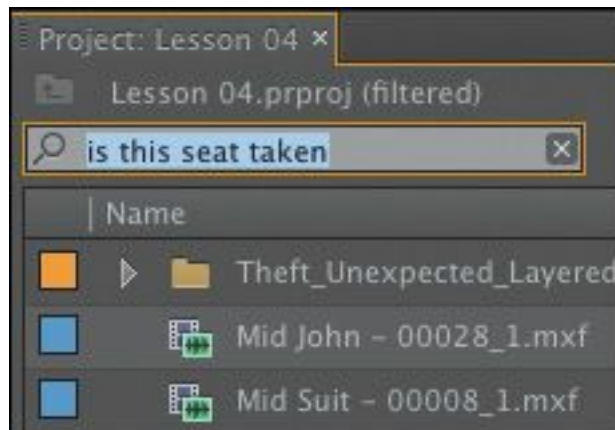 Project: Lesson 04 ×
Lesson 04.prproj (filtered)
is this seat taken
Name
Theft_Unexpected_Layered
Mid John – 00028_1.mxf
Mid Suit – 00008_1.mxf